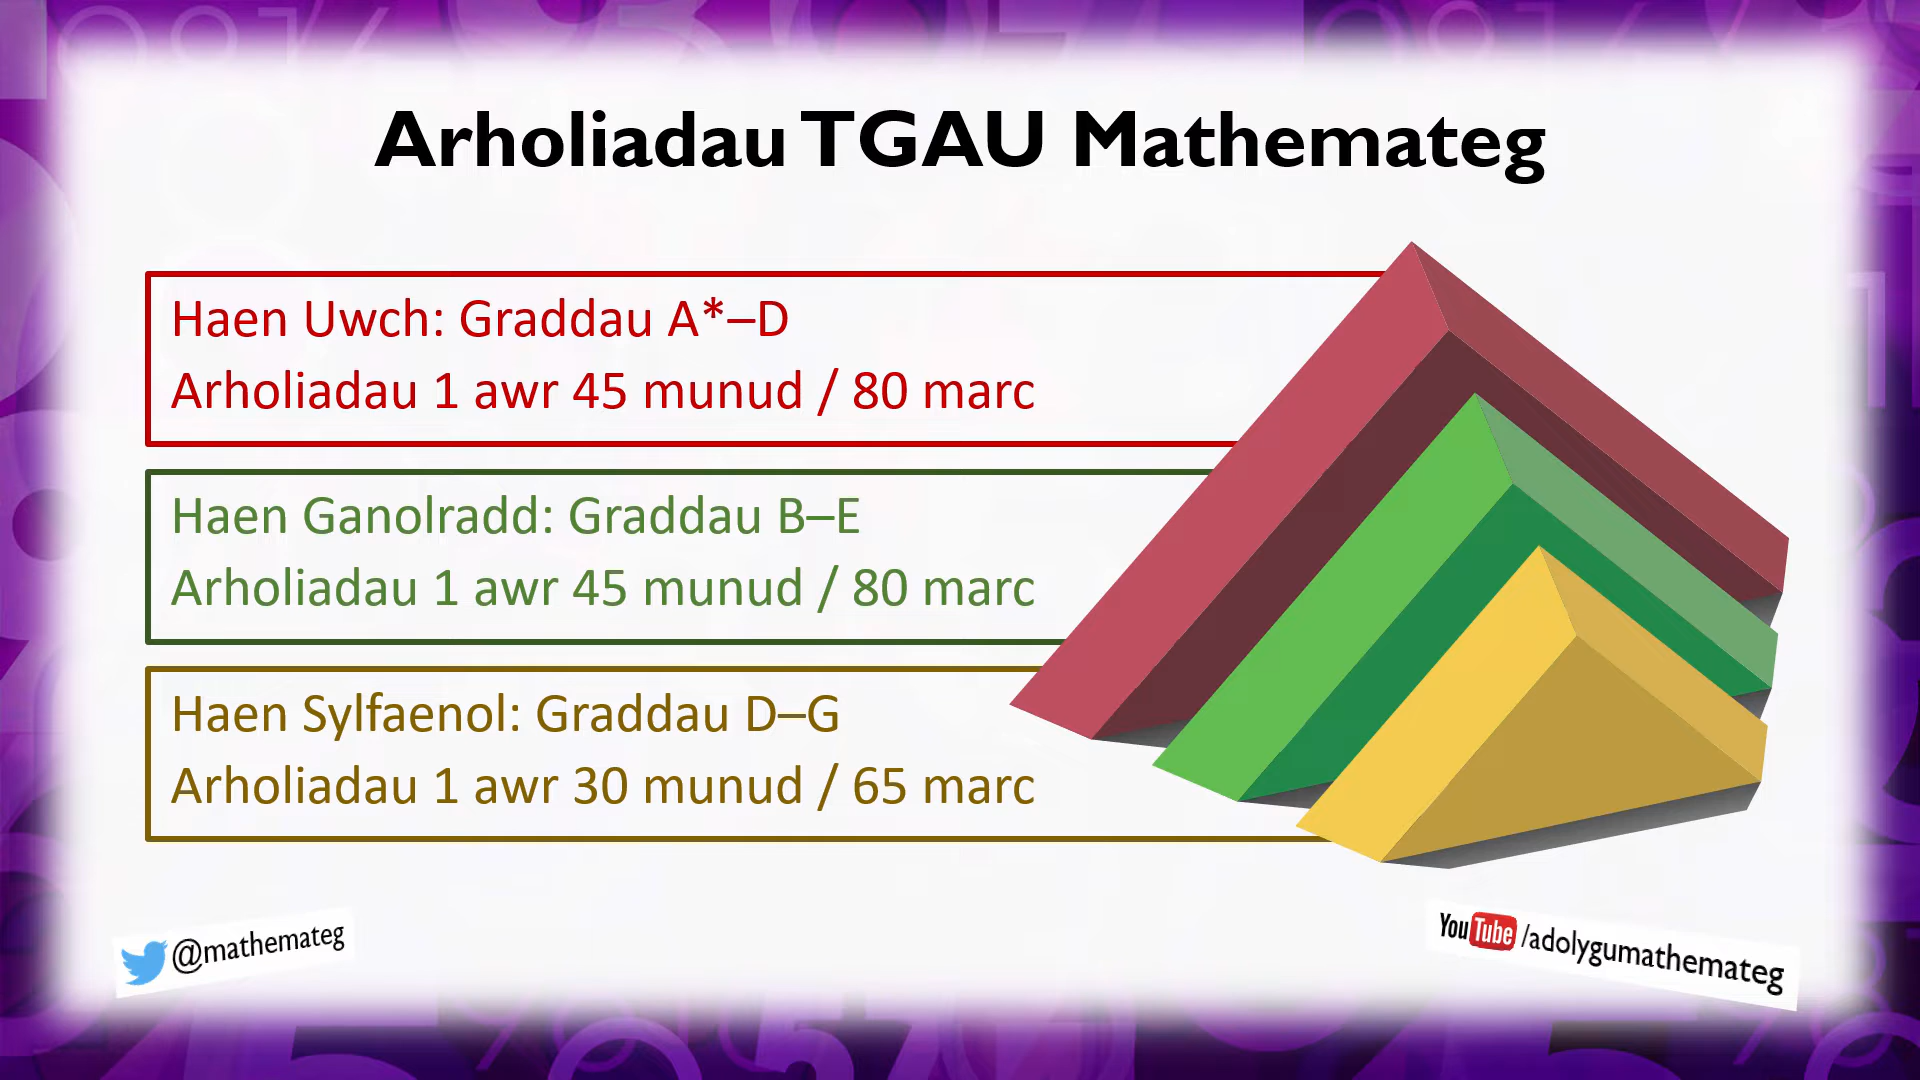 Arholiadau TGAU Mathemateg
Haen Uwch: Graddau A*–D
Arholiadau 1 awr 45 munud / 80 marc
Haen Ganolradd: Graddau B–E
Arholiadau 1 awr 45 munud / 80 marc
Haen Sylfaenol: Graddau D–G
Arholiadau 1 awr 30 munud / 65 marc
@mathemateg
YouTube /adolygumathemateg